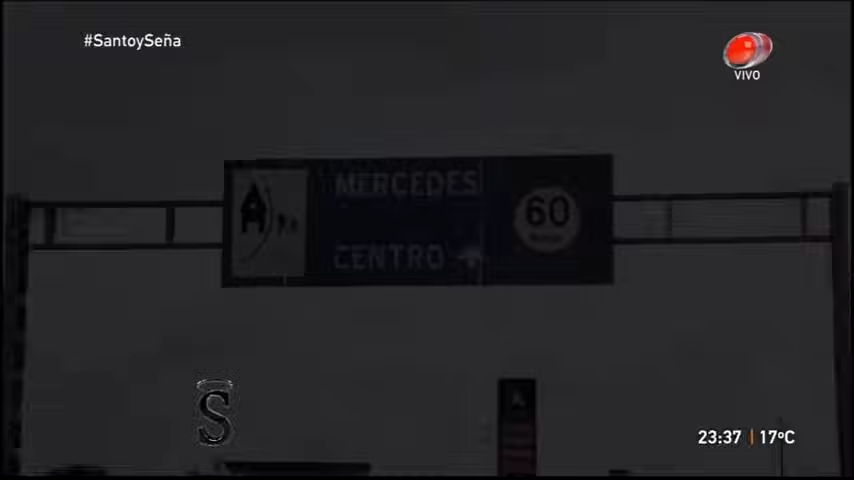 #SantoySeña
VIVO
MERCEDES
60
CENTRO
A
S
23:37 | 17ºC